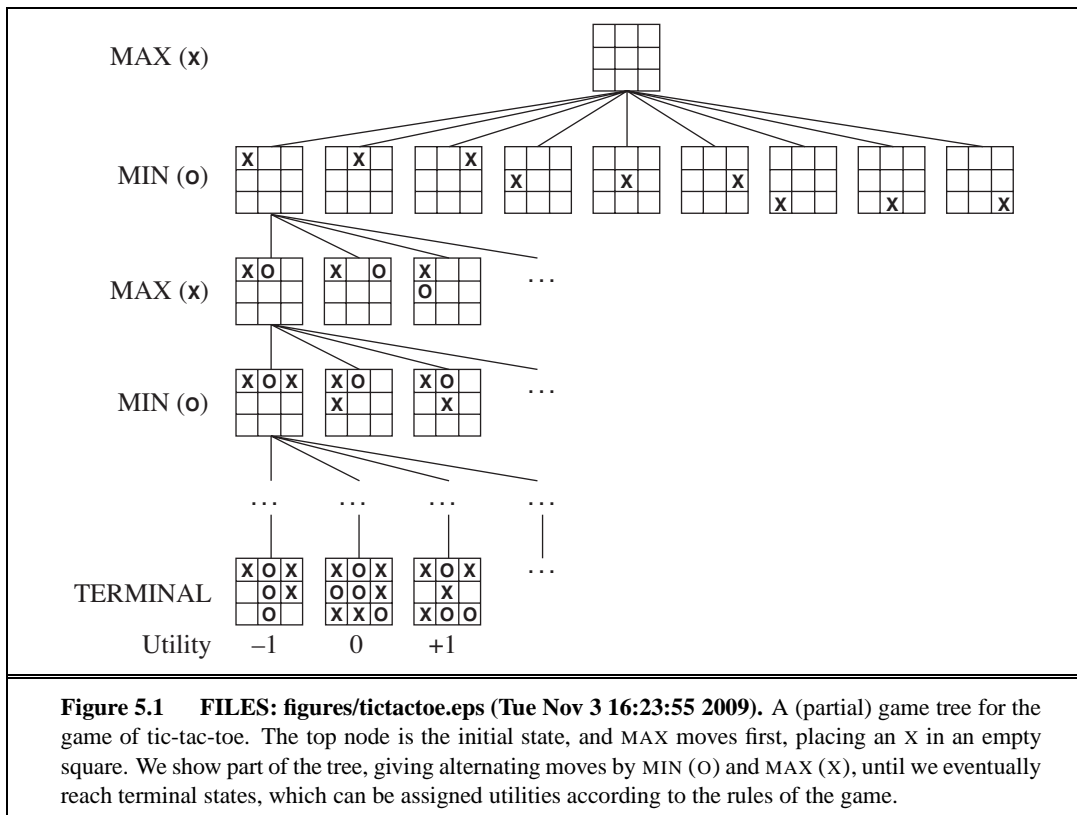 MAX (X)
X X X
MIN (O) X X X
X X X
X O X O X
MAX (X) O ...
X O X X O X O
MIN (O) X X ...
... ... ... ...
X O X X O X X O X ...
TERMINAL O X O O X X
O X X O X O O
Utility –1 0 +1
Figure 5.1 FILES: figures/tictactoe.eps (Tue Nov 3 16:23:55 2009). A (partial) game tree for the
game of tic-tac-toe. The top node is the initial state, and MAX moves first, placing an X in an empty
square. We show part of the tree, giving alternating moves by MIN (O) and MAX (X), until we eventually
reach terminal states, which can be assigned utilities according to the rules of the game.